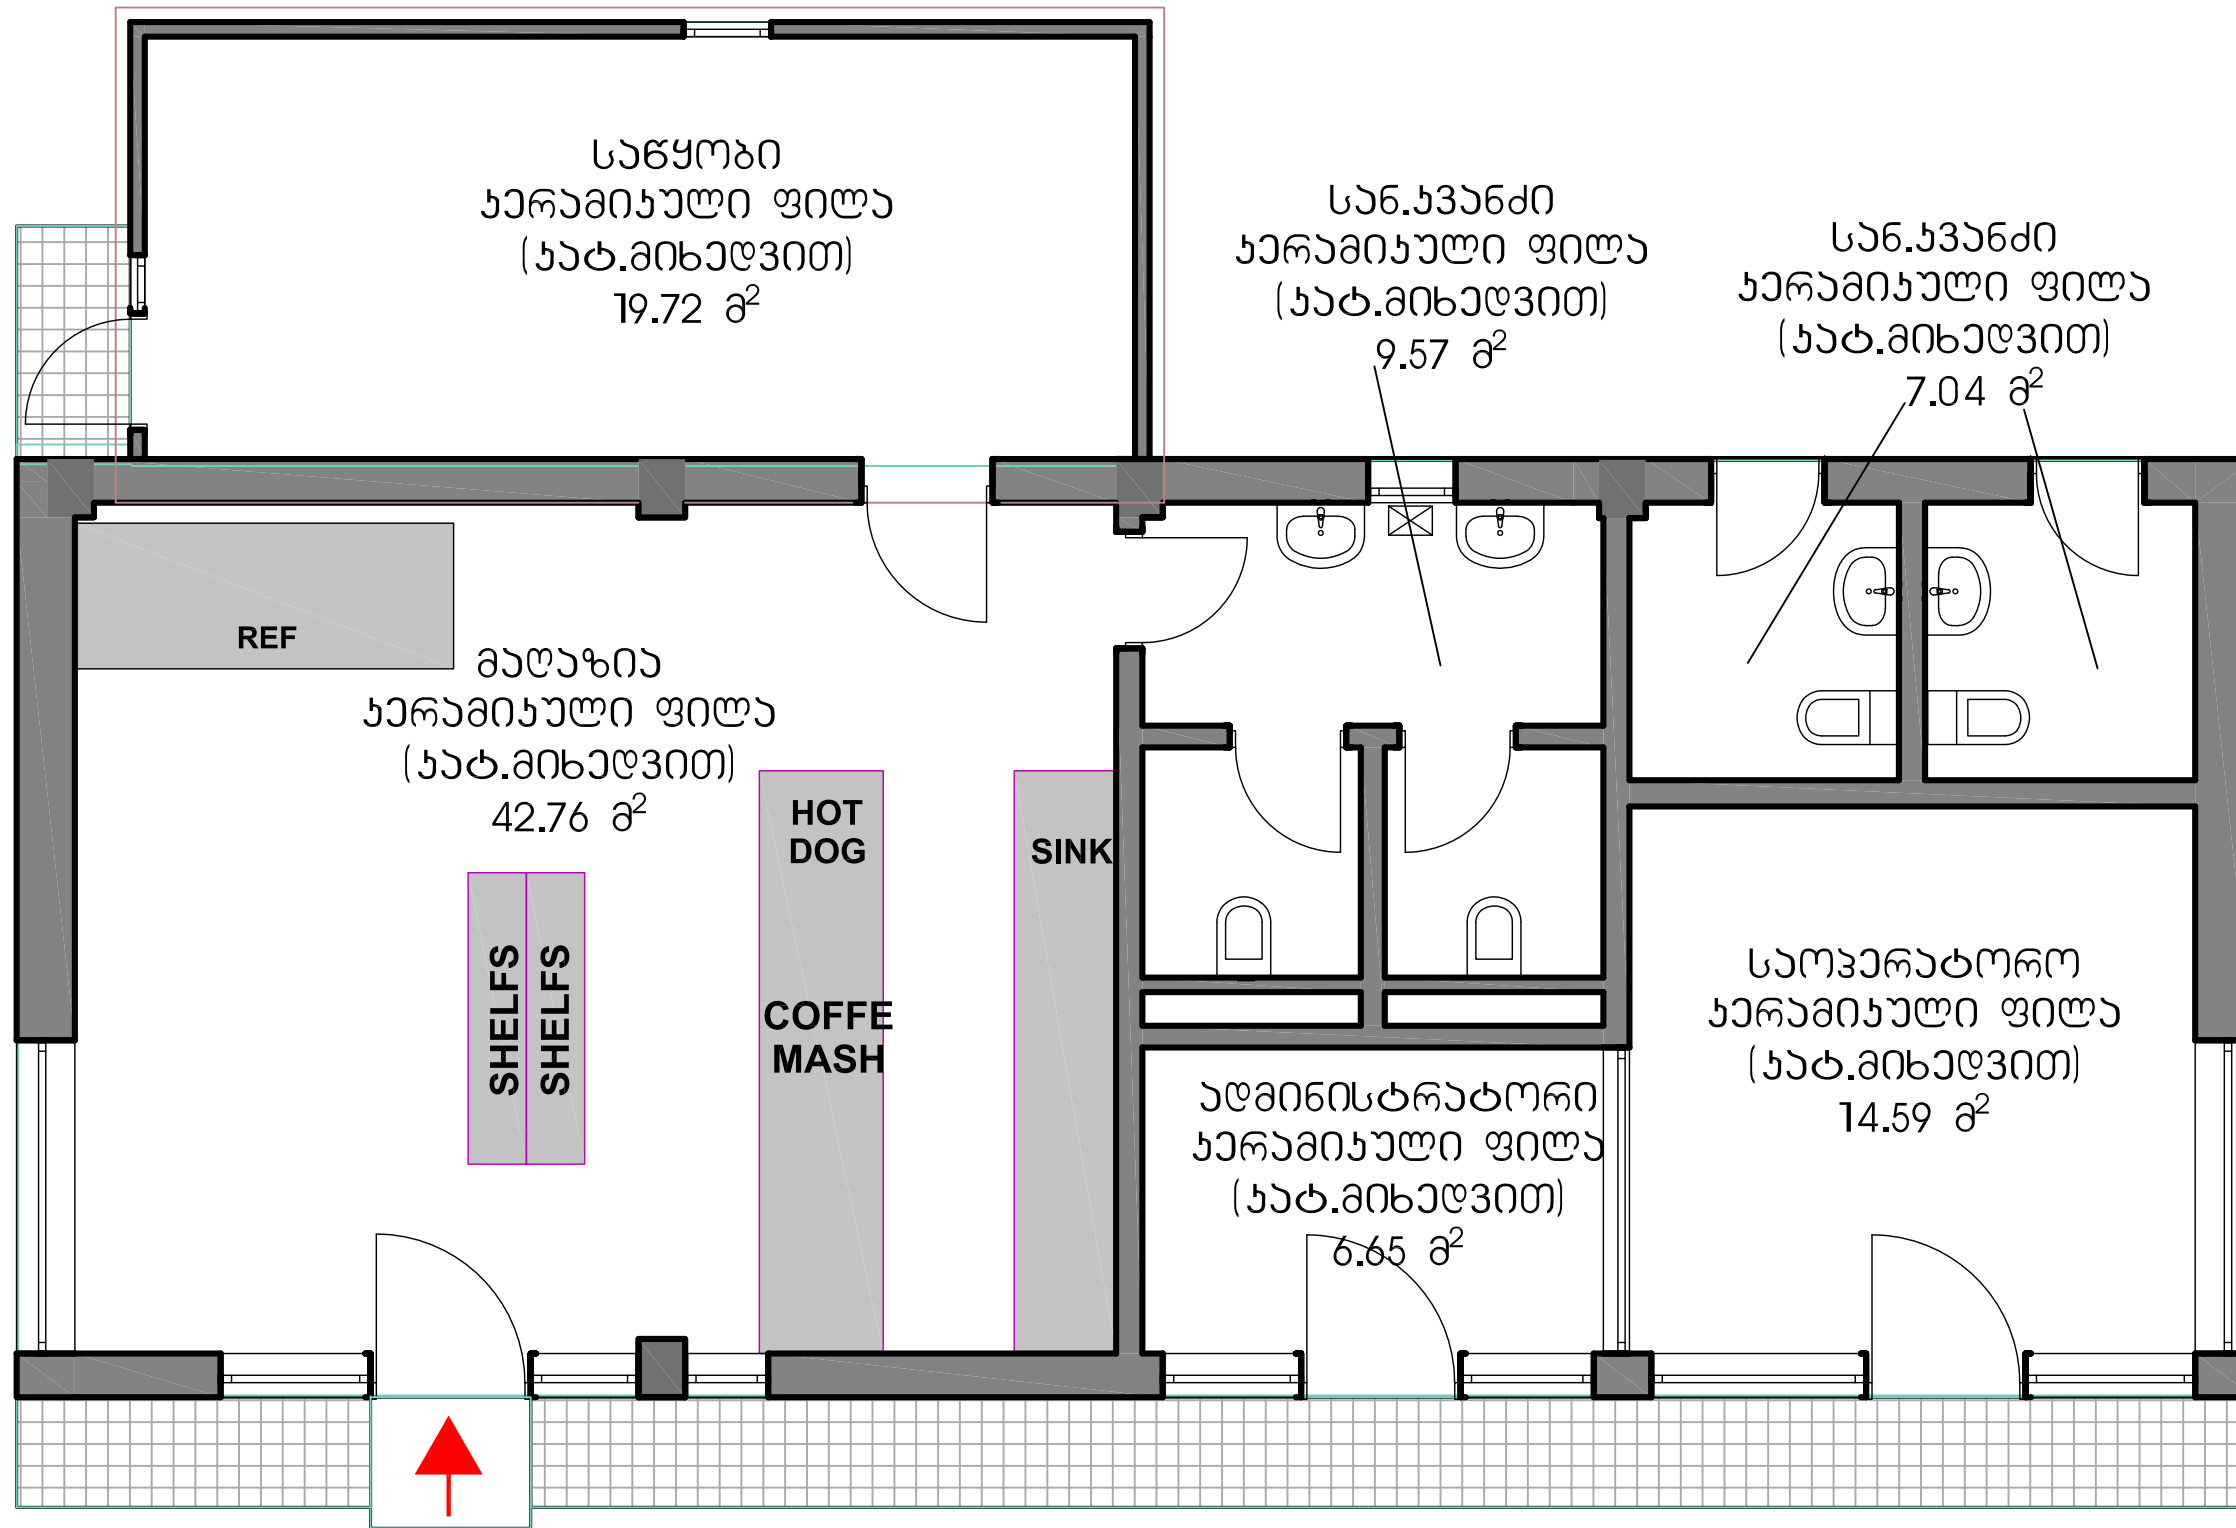 საწყობი
კერამიკული ფილა
(კატ.მიხედვით)
19.72 მ²
სან.კვანძი
კერამიკული ფილა
(კატ.მიხედვით)
9.57 მ²
სან.კვანძი
კერამიკული ფილა
(კატ.მიხედვით)
7.04 მ²
REF
მაღაზია
კერამიკული ფილა
(კატ.მიხედვით)
42.76 მ²
HOT
DOG
SINK
SHELFS
SHELFS
COFFE
MASH
საოპერატორო
კერამიკული ფილა
(კატ.მიხედვით)
14.59 მ²
ადმინისტრატორი
კერამიკული ფილა
(კატ.მიხედვით)
6.65 მ²